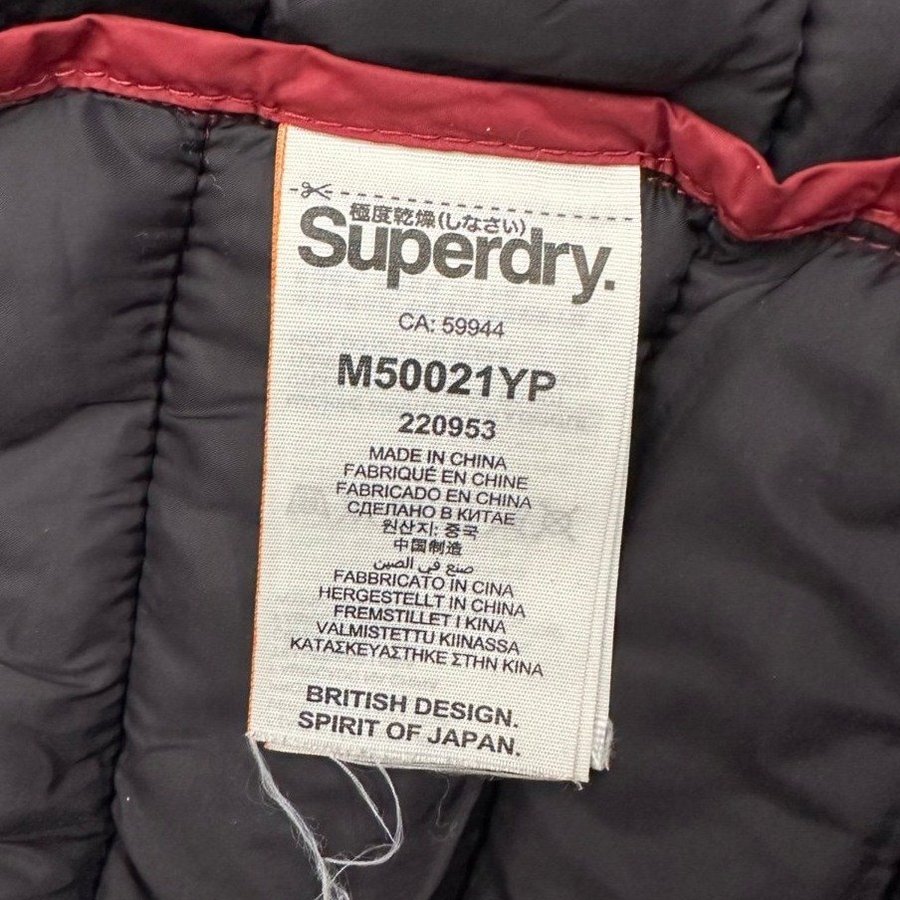 極度乾燥(しなさい)
Superdry.
CA: 59944
M50021YP
220953
MADE IN CHINA
FABRIQUÉ EN CHINE
FABRICADO EN CHINA
СДЕЛАНО В КИТАЕ
원산지: 중국
中国制造
صنع في الصين
FABBRICATO IN CINA
HERGESTELLT IN CHINA
FREMSTILLET I KINA
VALMISTETTU KIINASSA
ΚΑΤΑΣΚΕΥΑΣΤΗΚΕ ΣΤΗΝ ΚΙΝΑ
BRITISH DESIGN.
SPIRIT OF JAPAN.